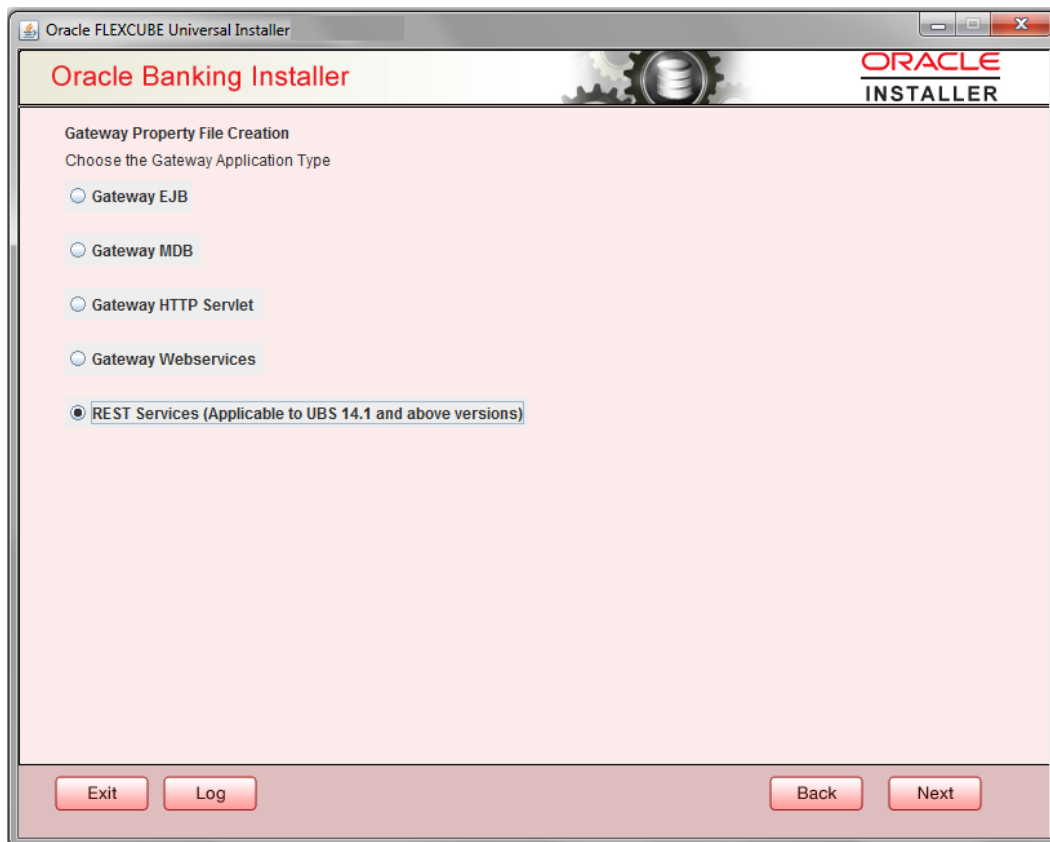 Oracle FLEXCUBE Universal Installer
Oracle Banking Installer
ORACLE
INSTALLER
Gateway Property File Creation
Choose the Gateway Application Type
Gateway EJB
Gateway MDB
Gateway HTTP Servlet
Gateway Webservices
REST Services (Applicable to UBS 14.1 and above versions)
Exit
Log
Back
Next